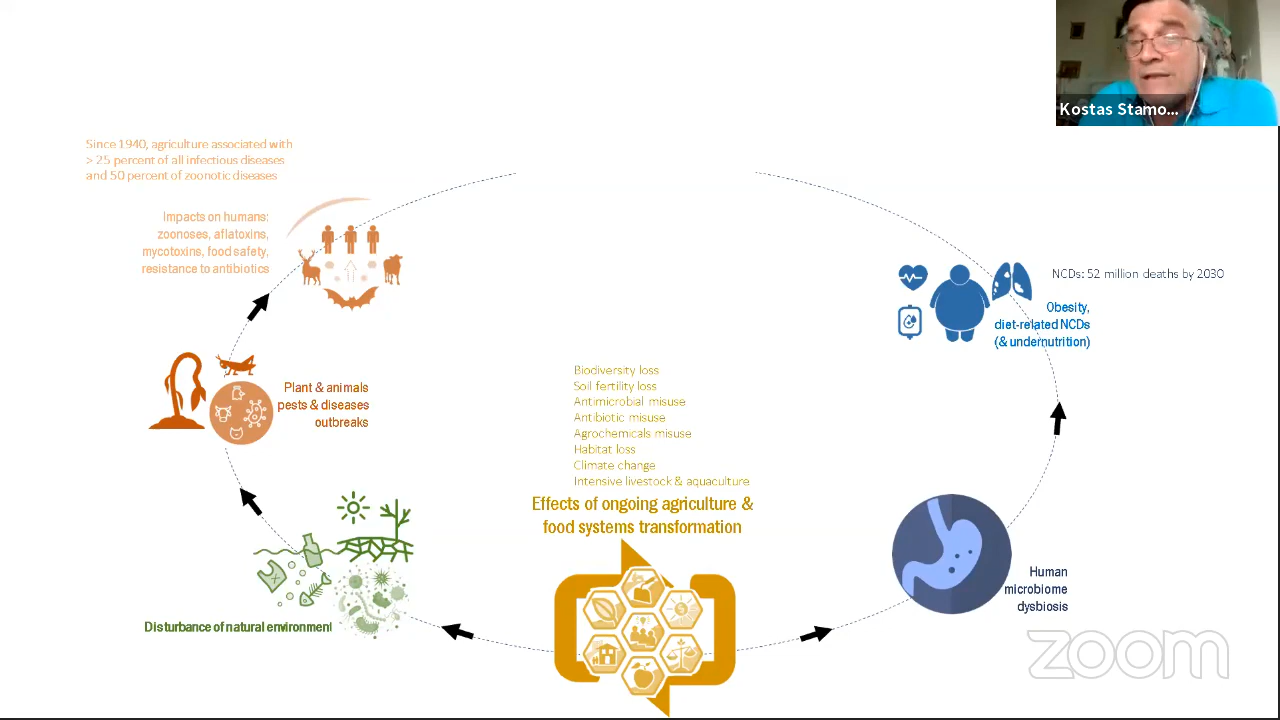 Kostas Stamo...
Since 1940, agriculture associated with
> 25 percent of all infectious diseases
and 50 percent of zoonotic diseases
Impacts on humans:
zoonoses, aflatoxins,
mycotoxins, food safety,
resistance to antibiotics
NCDs: 52 million deaths by 2030
Obesity,
diet-related NCDs
(& undernutrition)
Plant & animals
pests & diseases
outbreaks
Biodiversity loss
Soil fertility loss
Antimicrobial misuse
Antibiotic misuse
Agrochemicals misuse
Habitat loss
Climate change
Intensive livestock & aquaculture
Effects of ongoing agriculture &
food systems transformation
Human
microbiome
dysbiosis
Disturbance of natural environment
zoom